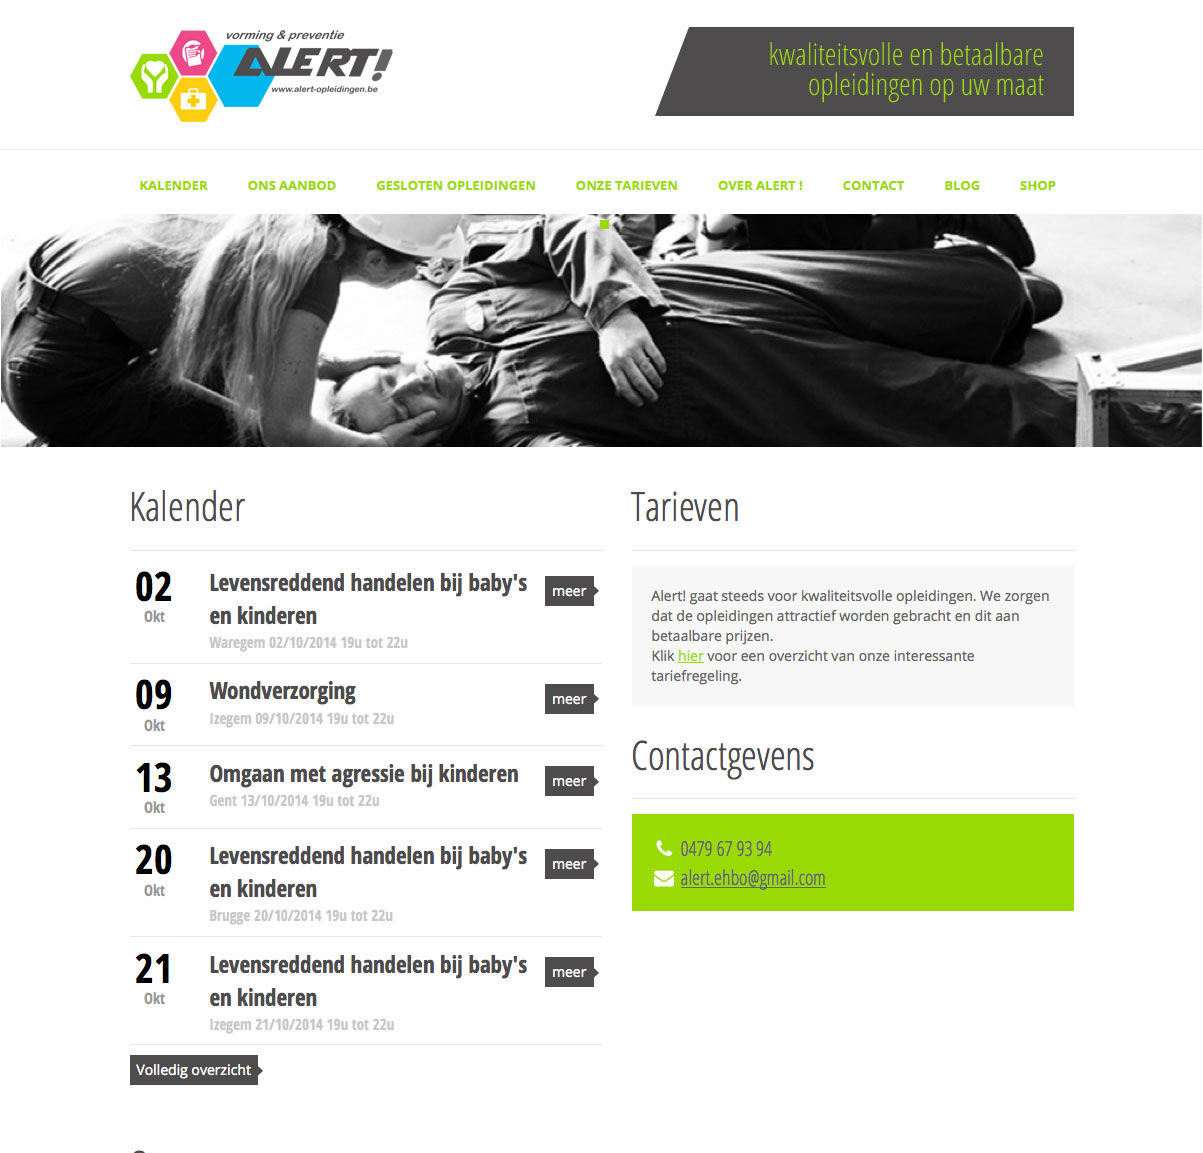 vorming & preventie
ALERT!
www.alert-opleidingen.be
kwaliteitsvolle en betaalbare
opleidingen op uw maat
KALENDER ONS AANBOD GESLOTEN OPLEIDINGEN ONZE TARIEVEN OVER ALERT ! CONTACT BLOG SHOP
Kalender
02
Okt
Levensreddend handelen bij baby's
en kinderen
Waregem 02/10/2014 19u tot 22u
meer
09
Okt
Wondverzorging
Izegem 09/10/2014 19u tot 22u
meer
13
Okt
Omgaan met agressie bij kinderen
Gent 13/10/2014 19u tot 22u
meer
20
Okt
Levensreddend handelen bij baby's
en kinderen
Brugge 20/10/2014 19u tot 22u
meer
21
Okt
Levensreddend handelen bij baby's
en kinderen
Izegem 21/10/2014 19u tot 22u
meer
Volledig overzicht
Tarieven
Alert! gaat steeds voor kwaliteitsvolle opleidingen. We zorgen
dat de opleidingen attractief worden gebracht en dit aan
betaalbare prijzen.
Klik hier voor een overzicht van onze interessante
tariefregeling.
Contactgevens
0479 67 93 94
alert.ehbo@gmail.com